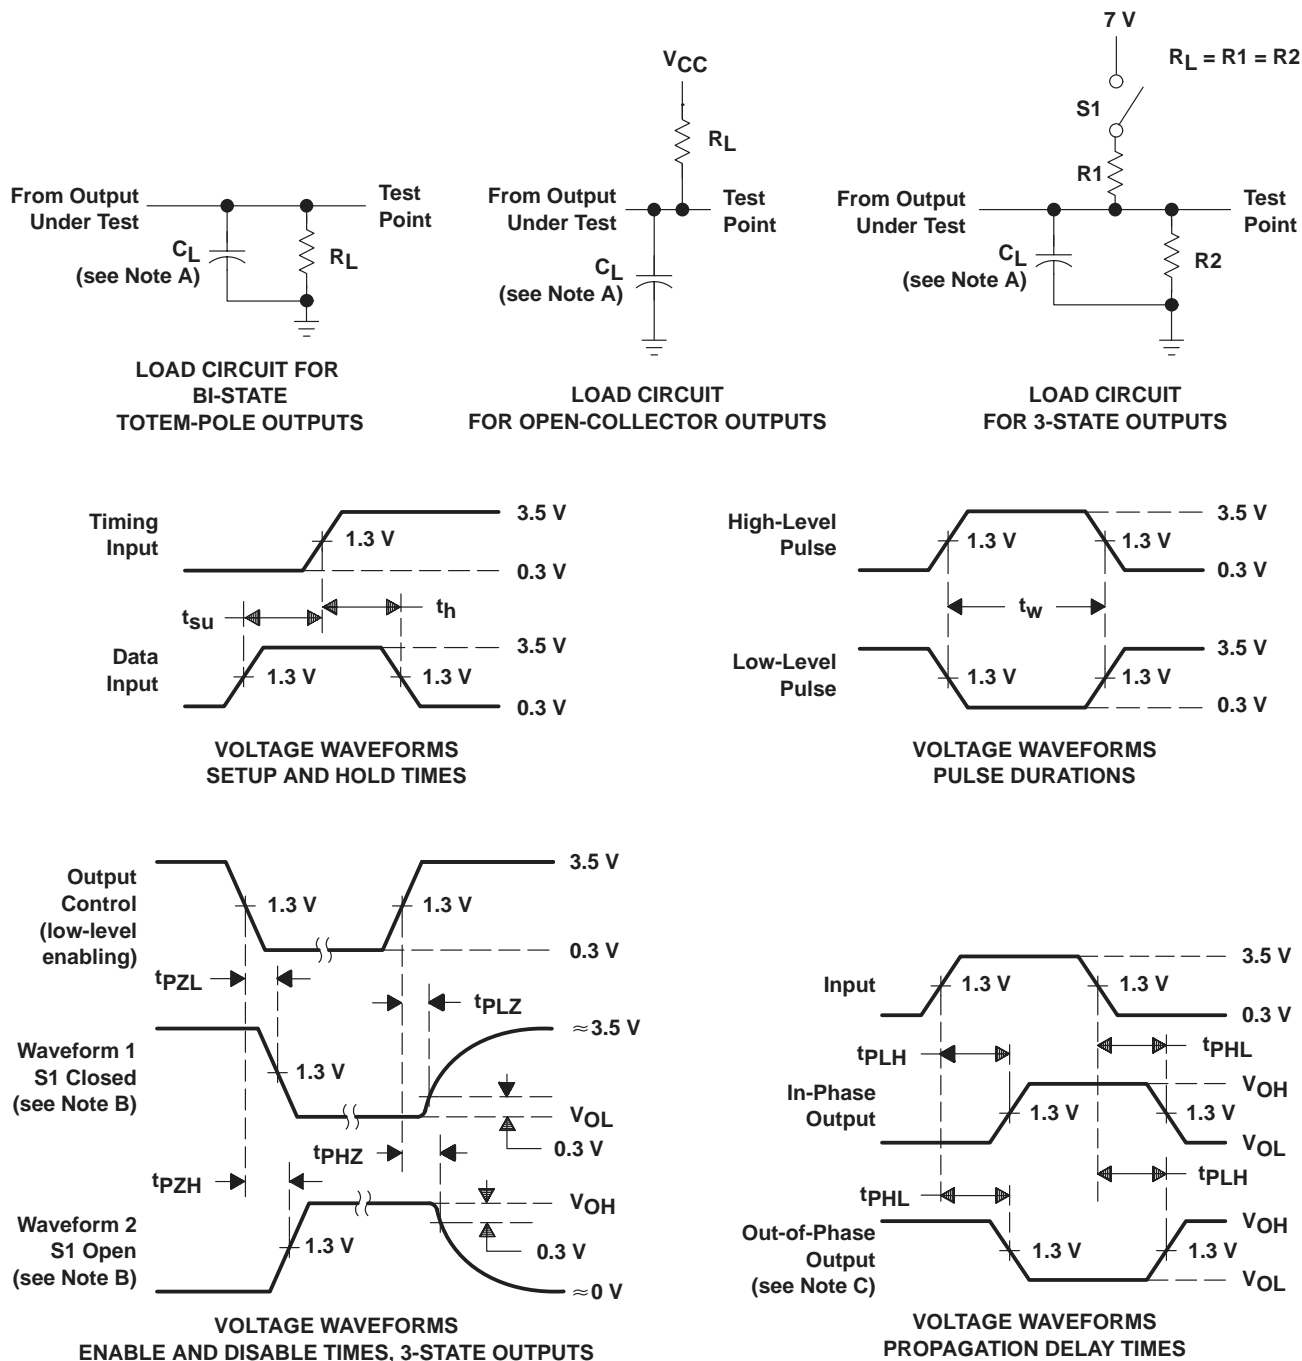 7 V
RL = R1 = R2
S1
R1
From Output
Under Test
Test
Point
CL
(see Note A)
RL
LOAD CIRCUIT FOR
BI-STATE
TOTEM-POLE OUTPUTS
VCC
RL
From Output
Under Test
Test
Point
CL
(see Note A)
LOAD CIRCUIT
FOR OPEN-COLLECTOR OUTPUTS
From Output
Under Test
Test
Point
CL
(see Note A)
R2
LOAD CIRCUIT
FOR 3-STATE OUTPUTS
Timing
Input
3.5 V
1.3 V
0.3 V
tsu
th
Data
Input
3.5 V
1.3 V
1.3 V
0.3 V
VOLTAGE WAVEFORMS
SETUP AND HOLD TIMES
High-Level
Pulse
3.5 V
1.3 V
1.3 V
0.3 V
tw
Low-Level
Pulse
3.5 V
1.3 V
1.3 V
0.3 V
VOLTAGE WAVEFORMS
PULSE DURATIONS
Output
Control
(low-level
enabling)
3.5 V
1.3 V
1.3 V
0.3 V
tPZL
tPLZ
Waveform 1
S1 Closed
(see Note B)
≈3.5 V
1.3 V
VOL
0.3 V
tPHZ
tPZH
Waveform 2
S1 Open
(see Note B)
VOH
1.3 V
0.3 V
≈0 V
VOLTAGE WAVEFORMS
ENABLE AND DISABLE TIMES, 3-STATE OUTPUTS
Input
3.5 V
1.3 V
1.3 V
0.3 V
tPLH
tPHL
In-Phase
Output
VOH
1.3 V
1.3 V
VOL
tPHL
tPLH
Out-of-Phase
Output
(see Note C)
VOH
1.3 V
1.3 V
VOL
VOLTAGE WAVEFORMS
PROPAGATION DELAY TIMES